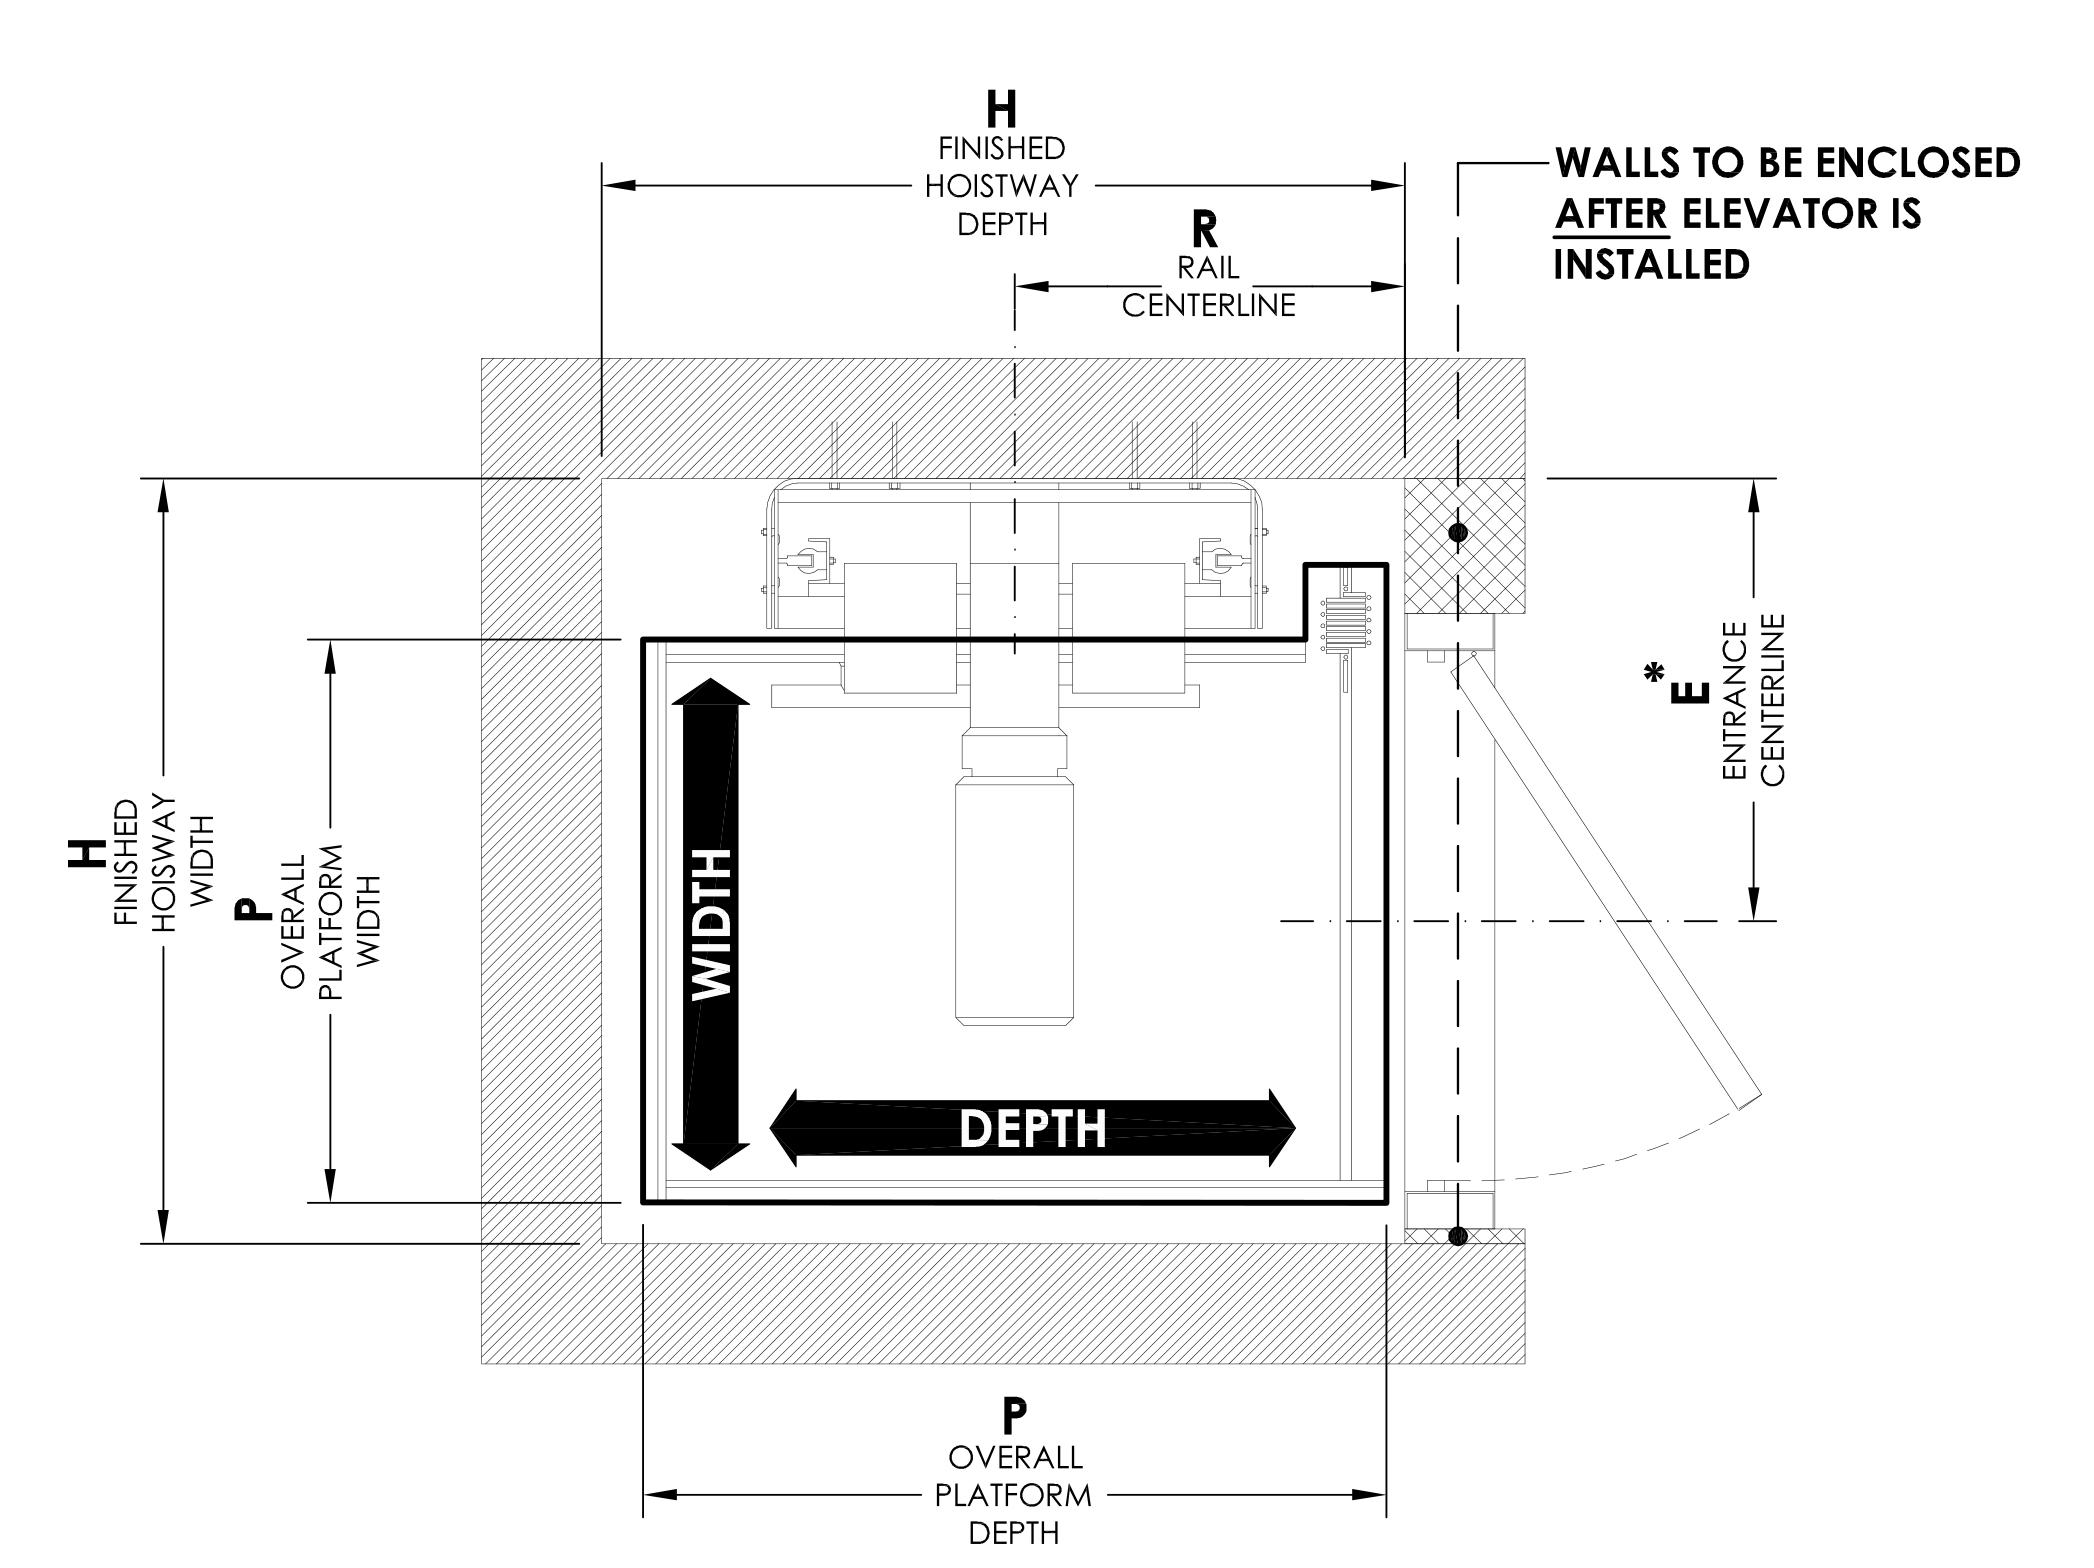 H
FINISHED
HOISTWAY
DEPTH
R
RAIL
CENTERLINE
WALLS TO BE ENCLOSED
AFTER ELEVATOR IS
INSTALLED
H
FINISHED
HOISWAY
WIDTH
P
OVERALL
PLATFORM
WIDTH
WIDTH
DEPTH
*E
ENTRANCE
CENTERLINE
P
OVERALL
PLATFORM
DEPTH